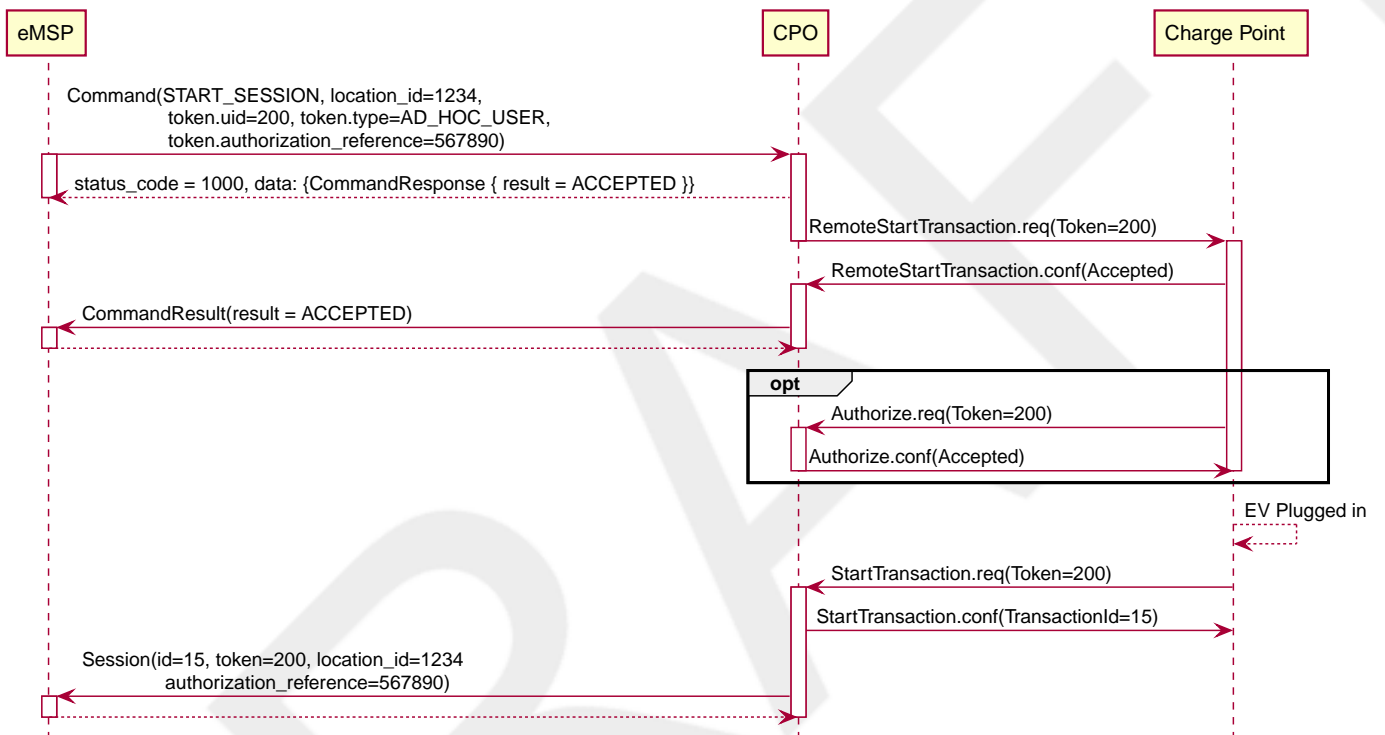 eMSP
CPO
Charge Point
Command(START_SESSION, location_id=1234,
token.uid=200, token.type=AD_HOC_USER,
token.authorization_reference=567890)
status_code = 1000, data: {CommandResponse { result = ACCEPTED }}
RemoteStartTransaction.req(Token=200)
RemoteStartTransaction.conf(Accepted)
CommandResult(result = ACCEPTED)
opt
Authorize.req(Token=200)
Authorize.conf(Accepted)
EV Plugged in
StartTransaction.req(Token=200)
StartTransaction.conf(TransactionId=15)
Session(id=15, token=200, location_id=1234
authorization_reference=567890)